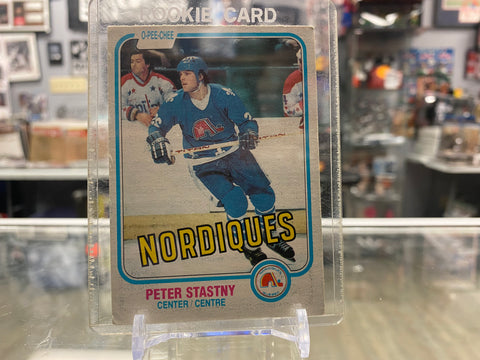 ROOKIE CARD
O-PEE-CHEE
NORDIQUES
PETER STASTNY
CENTER/CENTRE